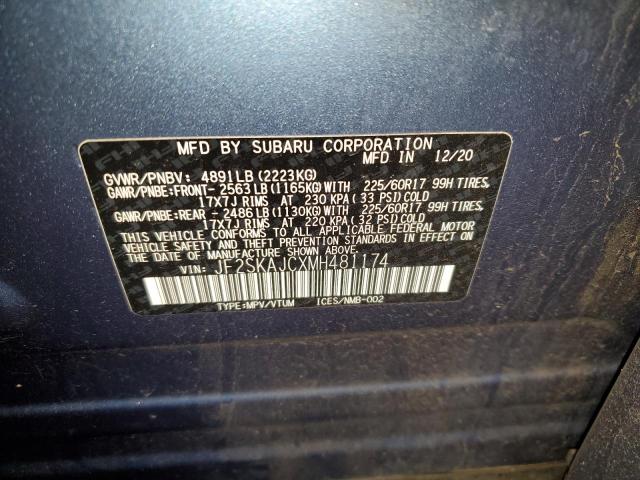 MFD BY SUBARU CORPORATION
MFD IN 12/20
GVWR/PNBV: 4891LB (2223KG)
GAWR/PNBE:FRONT- 2563LB(1165KG)WITH 225/60R17 99H TIRES,
17X7J RIMS AT 230 KPA (33 PSI)COLD
GAWR/PNBE:REAR -2486LB(1130KG)WITH 225/60R17 99H TIRES,
17X7J RIMS AT 220 KPA (32 PSI)COLD
THIS VEHICLE CONFORMS TO ALL APPLICABLE FEDERAL MOTOR
VEHICLE SAFETY AND THEFT PREVENTION STANDARDS IN EFFECT ON
THE DATE OF MANUFACTURE SHOWN ABOVE.
VIN: JF2SKAJCXMH481174
TYPE:MPV/VTUM ICES/NMB-002